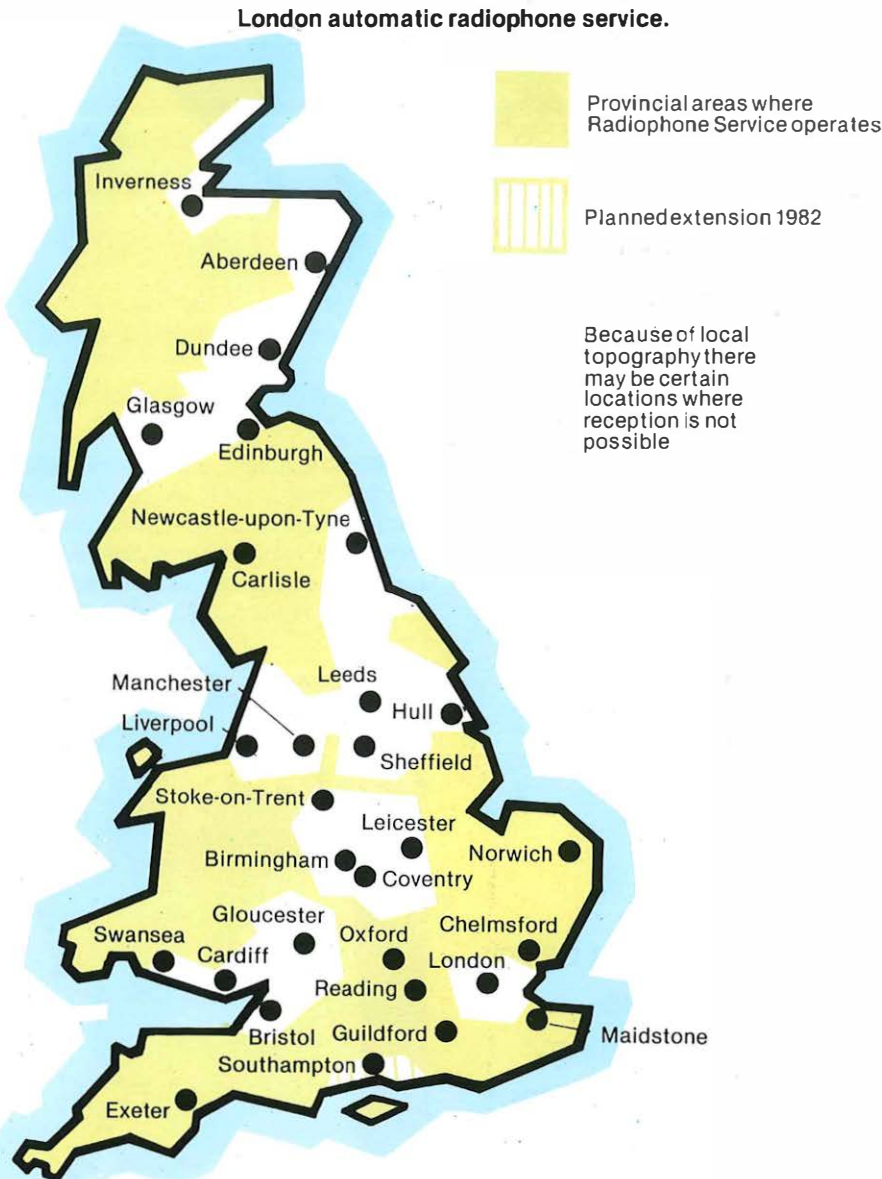 London automatic radiophone service.
Provincial areas where
Radiophone Service operates
Planned extension 1982
Because of local
topography there
may be certain
locations where
reception is not
possible
Inverness
Aberdeen
Dundee
Glasgow
Edinburgh
Newcastle-upon-Tyne
Carlisle
Leeds
Manchester
Hull
Liverpool
Sheffield
Stoke-on-Trent
Leicester
Birmingham
Norwich
Coventry
Gloucester
Chelmsford
Swansea
Oxford
Cardiff
London
Reading
Bristol
Guildford
Maidstone
Southampton
Exeter